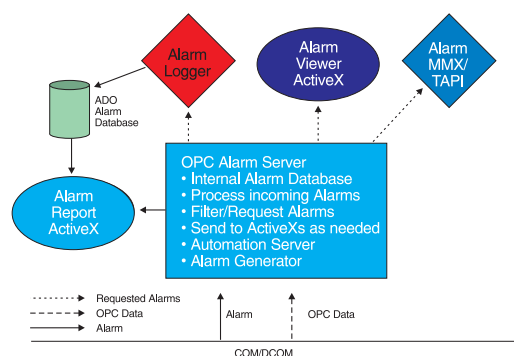 Alarm
Logger
Alarm
Viewer
ActiveX
Alarm
MMX/
TAPI
ADO
Alarm
Database
OPC Alarm Server
• Internal Alarm Database
• Process incoming Alarms
• Filter/Request Alarms
• Send to ActiveXs as needed
• Automation Server
• Alarm Generator
Alarm
Report
ActiveX
Requested Alarms
OPC Data
Alarm
Alarm
OPC Data
COM/DCOM